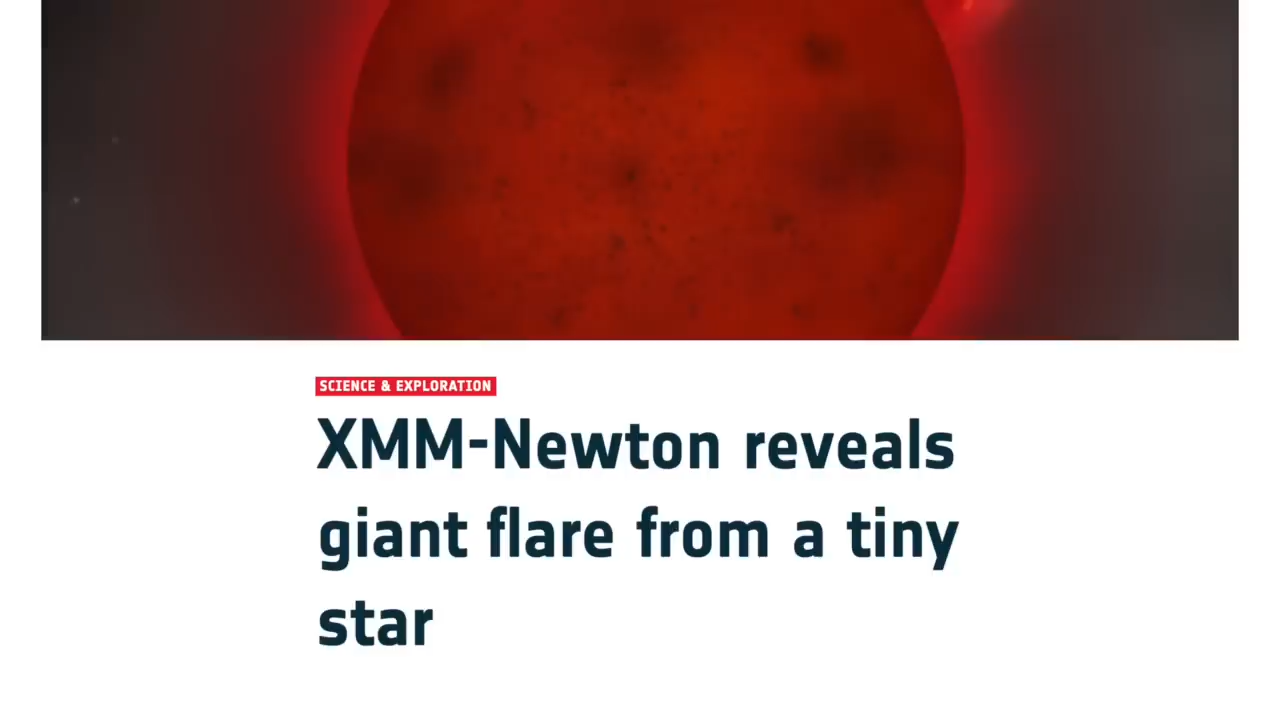 SCIENCE & EXPLORATION
XMM-Newton reveals
giant flare from a tiny
star